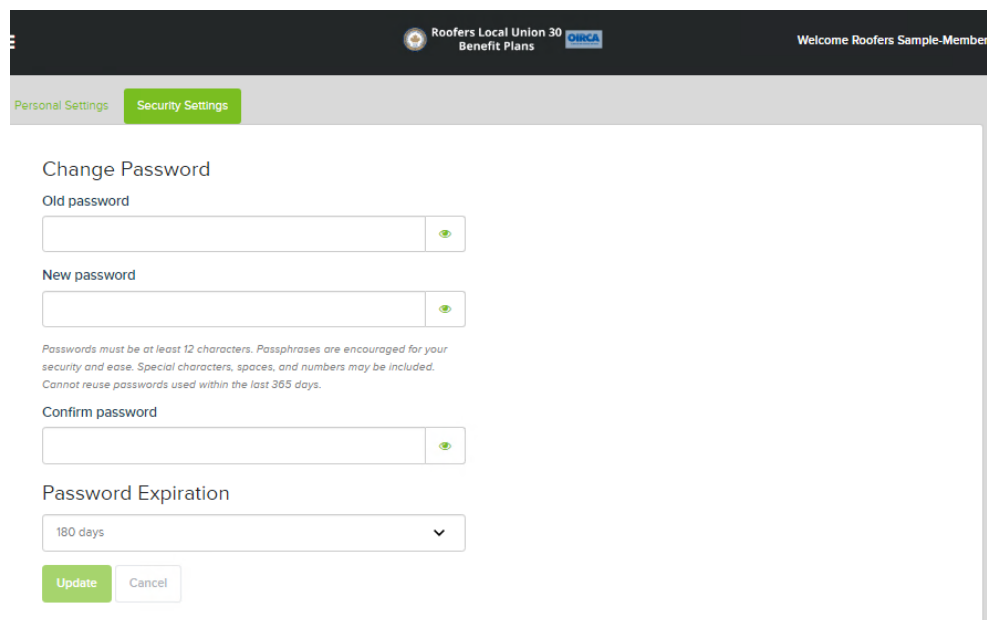 Roofers Local Union 30
Benefit Plans
OIRCA
Welcome Roofers Sample-Member
Personal Settings
Security Settings
Change Password
Old password
New password
Passwords must be at least 12 characters. Passphrases are encouraged for your
security and ease. Special characters, spaces, and numbers may be included.
Cannot reuse passwords used within the last 365 days.
Confirm password
Password Expiration
180 days
Update
Cancel